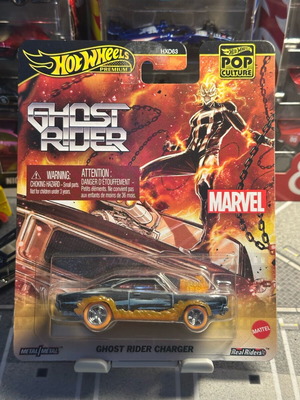 HOT WHEELS
PREMIUM
HXD63
HOT WHEELS
POP
CULTURE
GHOST
RIDER
WARNING:
CHOKING HAZARD - Small parts
Not for children under 3 years.
ATTENTION :
DANGER D'ÉTOUFFEMENT -
Petits éléments. Ne convient pas
aux enfants de moins de 36 mois.
MARVEL
MATTEL
METAL/METAL
GHOST RIDER CHARGER
Real Riders